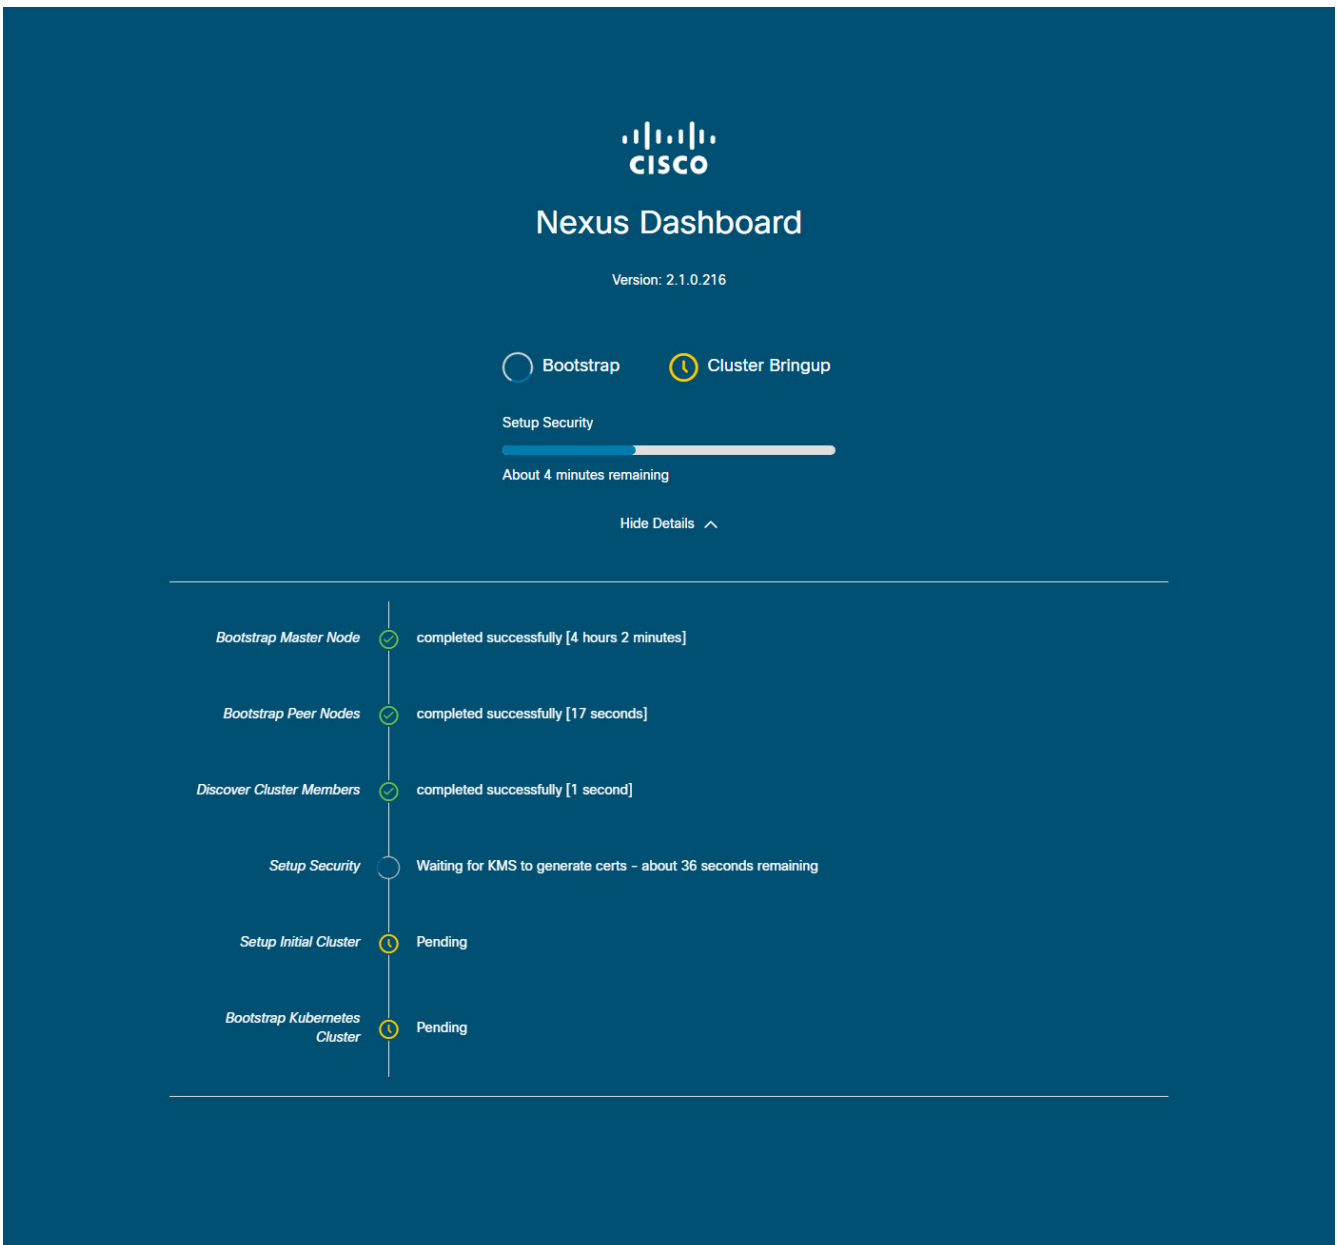 CISCO
Nexus Dashboard
Version: 2.1.0.216
Bootstrap Cluster Bringup
Setup Security
About 4 minutes remaining
Hide Details
Bootstrap Master Node completed successfully [4 hours 2 minutes]
Bootstrap Peer Nodes completed successfully [17 seconds]
Discover Cluster Members completed successfully [1 second]
Setup Security Waiting for KMS to generate certs - about 36 seconds remaining
Setup Initial Cluster Pending
Bootstrap Kubernetes
Cluster Pending